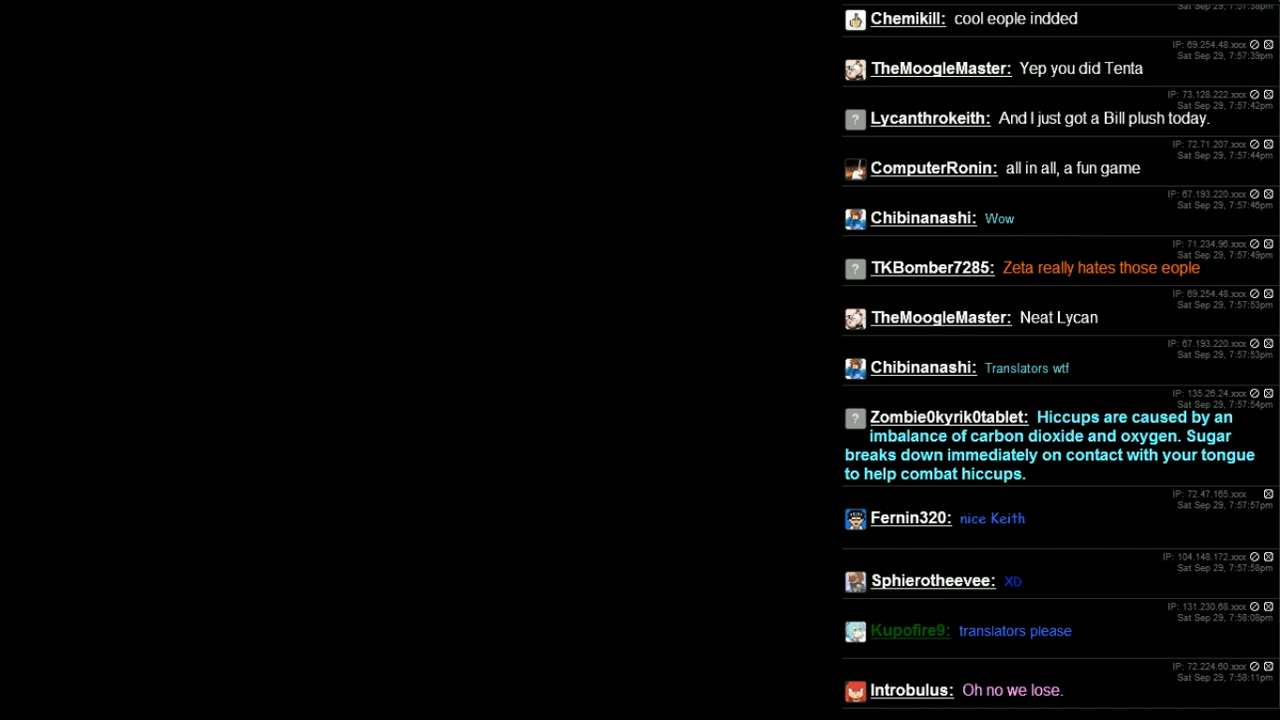 Sat Sep 29, 7:57:38pm
Chemikill: cool eople indded
IP: 69.254.48.xxx
Sat Sep 29, 7:57:39pm
TheMoogleMaster: Yep you did Tenta
IP: 73.128.222.xxx
Sat Sep 29, 7:57:42pm
Lycanthrokeith: And I just got a Bill plush today.
IP: 72.71.207.xxx
Sat Sep 29, 7:57:44pm
ComputerRonin: all in all, a fun game
IP: 67.193.220.xxx
Sat Sep 29, 7:57:46pm
Chibinanashi: Wow
IP: 71.234.96.xxx
Sat Sep 29, 7:57:49pm
TKBomber7285: Zeta really hates those eople
IP: 69.254.48.xxx
Sat Sep 29, 7:57:53pm
TheMoogleMaster: Neat Lycan
IP: 67.193.220.xxx
Sat Sep 29, 7:57:53pm
Chibinanashi: Translators wtf
IP: 135.26.24.xxx
Sat Sep 29, 7:57:54pm
Zombie0kyrik0tablet: Hiccups are caused by an
imbalance of carbon dioxide and oxygen. Sugar
breaks down immediately on contact with your tongue
to help combat hiccups.
IP: 72.47.165.xxx
Sat Sep 29, 7:57:57pm
Fernin320: nice Keith
IP: 104.148.172.xxx
Sat Sep 29, 7:57:58pm
Sphierotheevee: XD
IP: 131.230.68.xxx
Sat Sep 29, 7:58:08pm
Kupofire9: translators please
IP: 72.224.60.xxx
Sat Sep 29, 7:58:11pm
Introbulus: Oh no we lose.